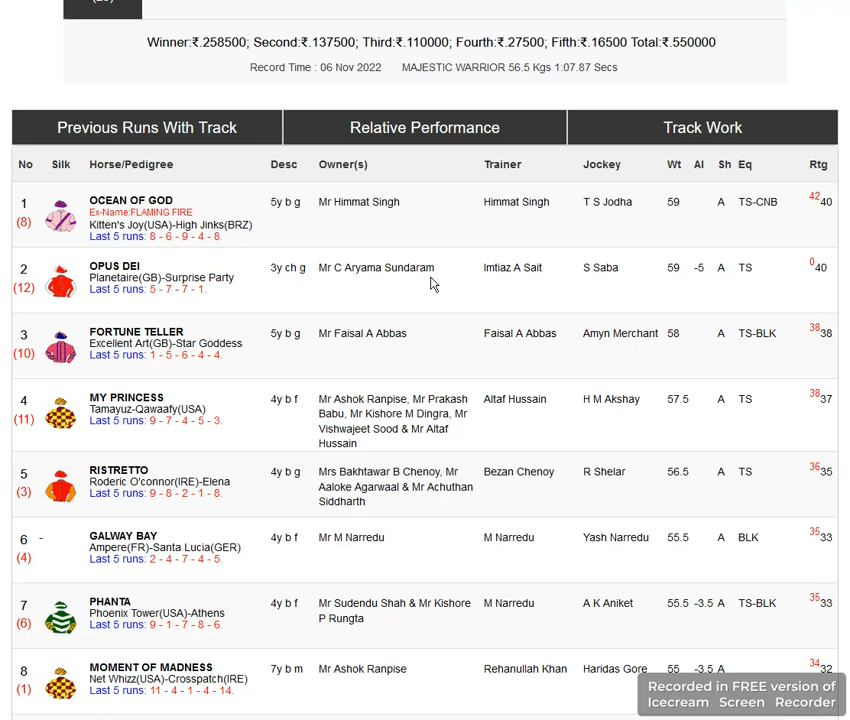 Winner:₹.258500; Second:₹.137500; Third:₹.110000; Fourth:₹.27500; Fifth:₹.16500 Total:₹.550000
Record Time : 06 Nov 2022 MAJESTIC WARRIOR 56.5 Kgs 1:07.87 Secs
Previous Runs With Track Relative Performance Track Work
No Silk Horse/Pedigree Desc Owner(s) Trainer Jockey Wt Al Sh Eq Rtg
1 OCEAN OF GOD 5y b g Mr Himmat Singh Himmat Singh T S Jodha 59 A TS-CNB 42 40
(8) Ex-Name:FLAMING FIRE
Kitten's Joy(USA)-High Jinks(BRZ)
Last 5 runs: 8 - 6 - 9 - 4 - 8.
2 OPUS DEI 3y ch g Mr C Aryama Sundaram Imtiaz A Sait S Saba 59 -5 A TS 0 40
(12) Planetaire(GB)-Surprise Party
Last 5 runs: 5 - 7 - 7 - 1.
3 FORTUNE TELLER 5y b g Mr Faisal A Abbas Faisal A Abbas Amyn Merchant 58 A TS-BLK 38 38
(10) Excellent Art(GB)-Star Goddess
Last 5 runs: 1 - 5 - 6 - 4 - 4.
4 MY PRINCESS 4y b f Mr Ashok Ranpise, Mr Prakash Altaf Hussain H M Akshay 57.5 A TS 38 37
(11) Tamayuz-Qawaafy(USA) Babu, Mr Kishore M Dingra, Mr
Last 5 runs: 9 - 7 - 4 - 5 - 3. Vishwajeet Sood & Mr Altaf
Hussain
5 RISTRETTO 4y b g Mrs Bakhtawar B Chenoy, Mr Bezan Chenoy R Shelar 56.5 A TS 36 35
(3) Roderic O'connor(IRE)-Elena Aaloke Agarwaal & Mr Achuthan
Last 5 runs: 9 - 8 - 2 - 1 - 8. Siddharth
6 - GALWAY BAY 4y b f Mr M Narredu M Narredu Yash Narredu 55.5 A BLK 35 33
(4) Ampere(FR)-Santa Lucia(GER)
Last 5 runs: 2 - 4 - 7 - 4 - 5.
7 PHANTA 4y b f Mr Sudendu Shah & Mr Kishore M Narredu A K Aniket 55.5 -3.5 A TS-BLK 35 33
(6) Phoenix Tower(USA)-Athens P Rungta
Last 5 runs: 9 - 1 - 7 - 8 - 6.
8 MOMENT OF MADNESS 7y b m Mr Ashok Ranpise Rehanullah Khan Haridas Gore 55 -3.5 A 34 32
(1) Net Whizz(USA)-Crosspatch(IRE)
Last 5 runs: 11 - 4 - 1 - 4 - 14.
Recorded in FREE version of
Icecream Screen Recorder